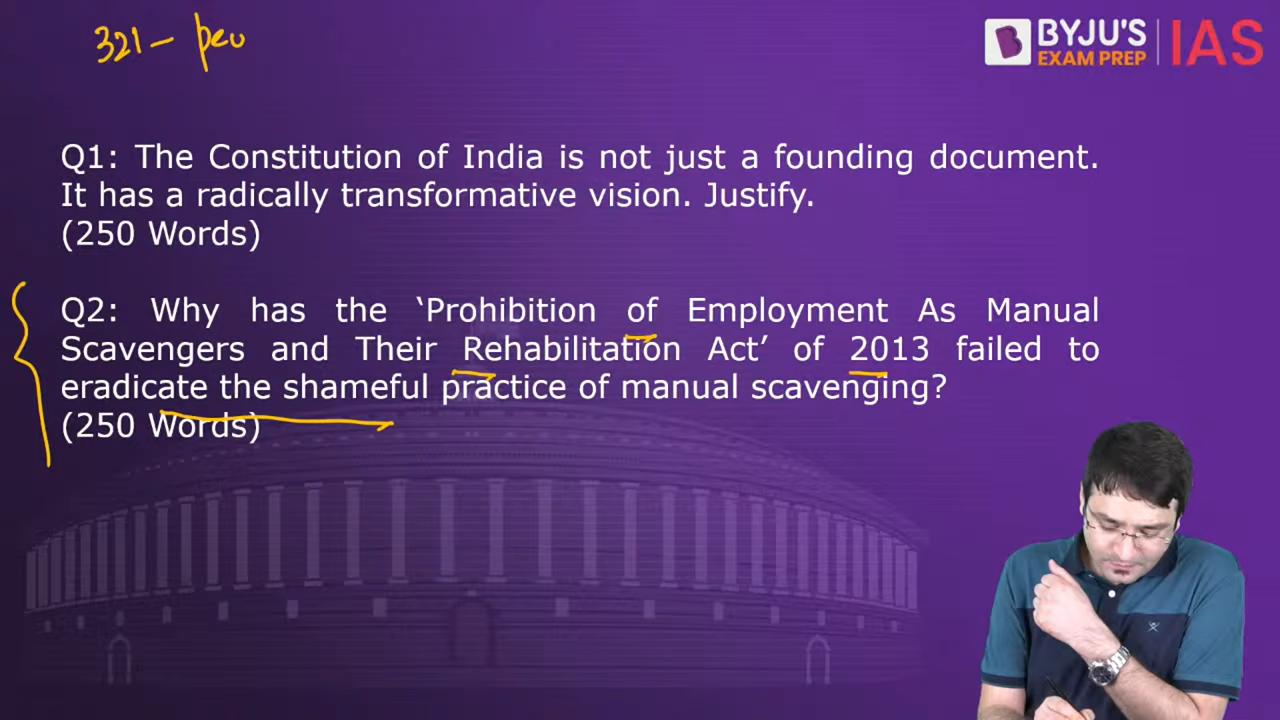 321 –
BYJU'S
EXAM PREP
IAS
Q1: The Constitution of India is not just a founding document.
It has a radically transformative vision. Justify.
(250 Words)
Q2: Why has the ‘Prohibition of Employment As Manual
Scavengers and Their Rehabilitation Act’ of 2013 failed to
eradicate the shameful practice of manual scavenging?
(250 Words)